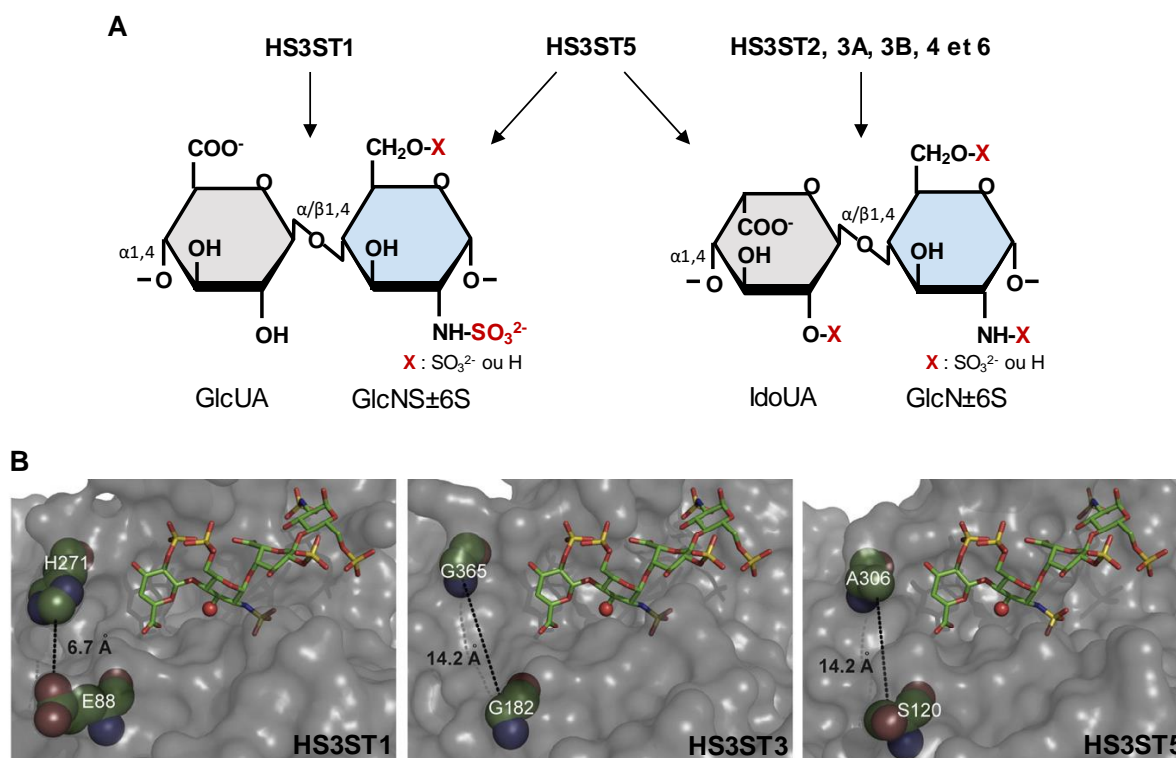 A
HS3ST1 HS3ST5 HS3ST2, 3A, 3B, 4 et 6
COO⁻ CH₂O-X CH₂O-X
O O O O
α/β1,4 α/β1,4
COO⁻
α1,4 OH O OH α1,4 OH O OH
O O O O
OH NH-SO₃²⁻ O-X NH-X
X : SO₃²⁻ ou H X : SO₃²⁻ ou H
GlcUA GlcNS±6S IdoUA GlcN±6S
B
H271 G365 A306
6.7 Å 14.2 Å 14.2 Å
E88 G182 S120
HS3ST1 HS3ST3 HS3ST5